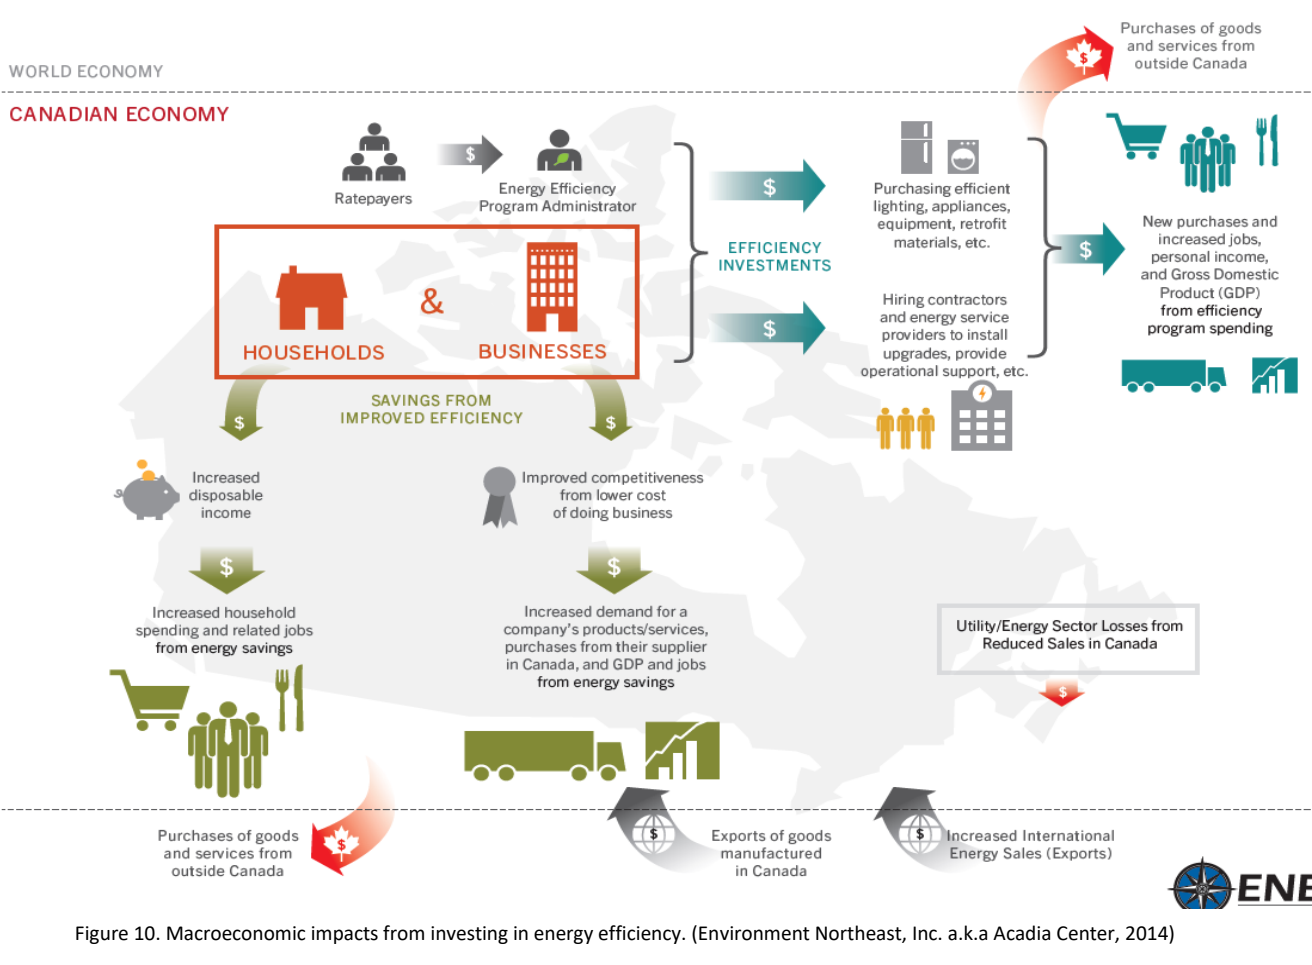 Purchases of goods
and services from
outside Canada
WORLD ECONOMY
CANADIAN ECONOMY
$
Ratepayers
$
Energy Efficiency
Program Administrator
HOUSEHOLDS
&
BUSINESSES
$
EFFICIENCY
INVESTMENTS
$
Purchasing efficient
lighting, appliances,
equipment, retrofit
materials, etc.
Hiring contractors
and energy service
providers to install
upgrades, provide
operational support, etc.
$
New purchases and
increased jobs,
personal income,
and Gross Domestic
Product (GDP)
from efficiency
program spending
$
SAVINGS FROM
IMPROVED EFFICIENCY
$
Increased
disposable
income
Improved competitiveness
from lower cost
of doing business
$
$
Increased household
spending and related jobs
from energy savings
Increased demand for a
company's products/services,
purchases from their supplier
in Canada, and GDP and jobs
from energy savings
Utility/Energy Sector Losses from
Reduced Sales in Canada
$
Purchases of goods
and services from
outside Canada
$
$
Exports of goods
manufactured
in Canada
$
Increased International
Energy Sales (Exports)
ENE
Figure 10. Macroeconomic impacts from investing in energy efficiency. (Environment Northeast, Inc. a.k.a Acadia Center, 2014)